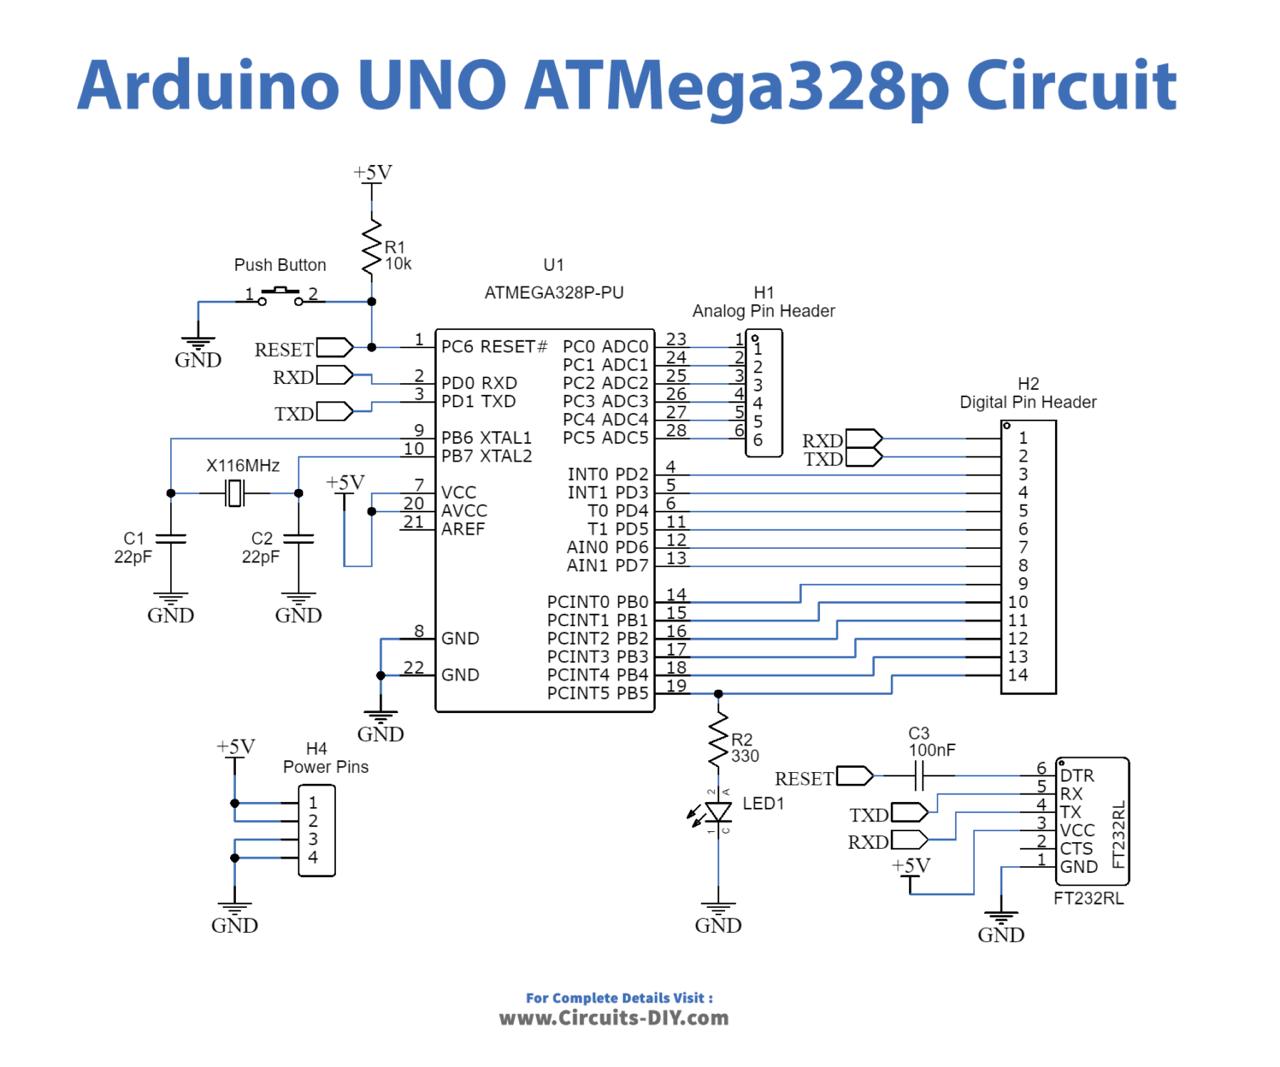 Arduino UNO ATMega328p Circuit
+5V
R1
10k
Push Button
1 2
GND
RESET
RXD
TXD
U1
ATMEGA328P-PU
1 PC6 RESET#
2 PD0 RXD
3 PD1 TXD
9 PB6 XTAL1
10 PB7 XTAL2
7 VCC
20 AVCC
21 AREF
8 GND
22 GND
GND
X116MHz
+5V
C1
22pF
C2
22pF
GND
GND
PC0 ADC0 23
PC1 ADC1 24
PC2 ADC2 25
PC3 ADC3 26
PC4 ADC4 27
PC5 ADC5 28
INT0 PD2 4
INT1 PD3 5
T0 PD4 6
T1 PD5 11
AIN0 PD6 12
AIN1 PD7 13
PCINT0 PB0 14
PCINT1 PB1 15
PCINT2 PB2 16
PCINT3 PB3 17
PCINT4 PB4 18
PCINT5 PB5 19
H1
Analog Pin Header
1 1
2 2
3 3
4 4
5 5
6 6
H2
Digital Pin Header
RXD
TXD
1
2
3
4
5
6
7
8
9
10
11
12
13
14
+5V
H4
Power Pins
1
2
3
4
GND
R2
330
2 A
LED1
1 C
GND
C3
100nF
RESET
TXD
RXD
+5V
6 DTR
5 RX
4 TX
3 VCC
2 CTS
1 GND
FT232RL
FT232RL
GND
For Complete Details Visit :
www.Circuits-DIY.com